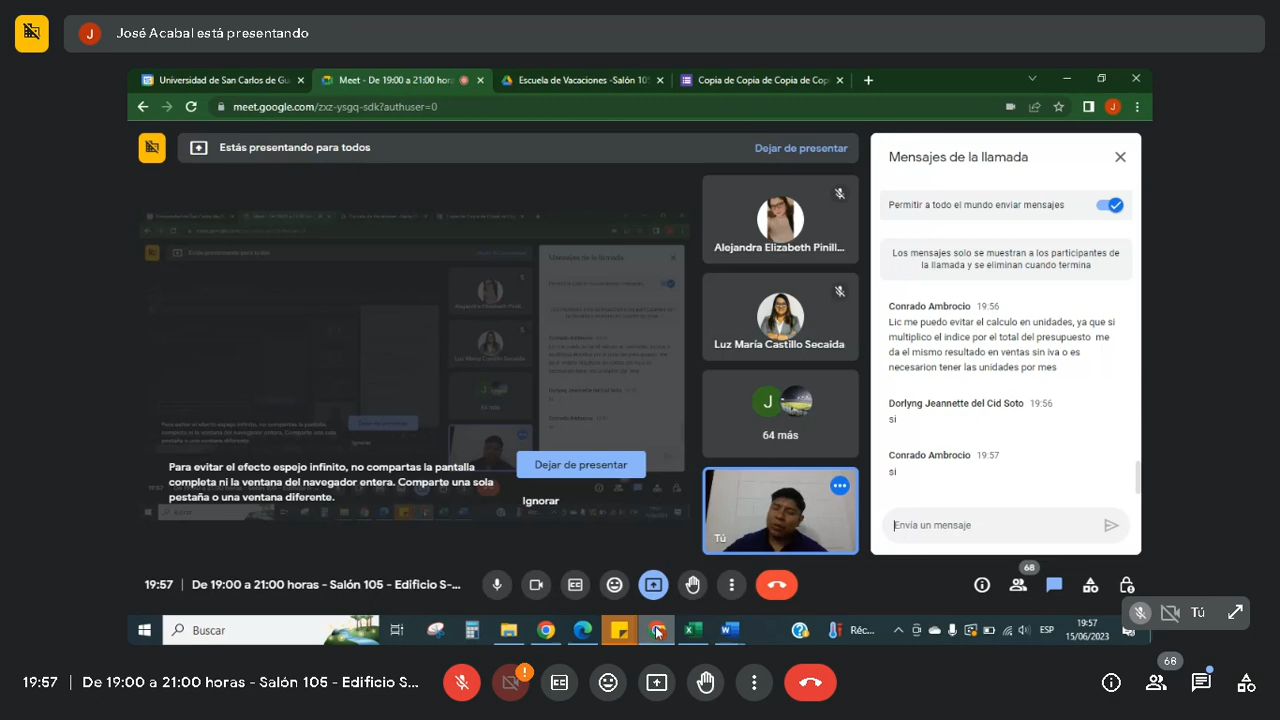 José Acabal está presentando
Universidad de San Carlos de Gu
Meet - De 19:00 a 21:00 hora
Escuela de Vacaciones -Salón 105
Copia de Copia de Copia de Cop
meet.google.com/zxz-ysgq-sdk?authuser=0
J
Estás presentando para todos
Dejar de presentar
Alejandra Elizabeth Pinill...
Luz María Castillo Secaida
J
64 más
Tú
Para evitar el efecto espejo infinito, no compartas la pantalla
completa ni la ventana del navegador entera. Comparte una sola
pestaña o una ventana diferente.
Dejar de presentar
Ignorar
Mensajes de la llamada
Permitir a todo el mundo enviar mensajes
Los mensajes solo se muestran a los participantes de
la llamada y se eliminan cuando termina
Conrado Ambrocio 19:56
Lic me puedo evitar el calculo en unidades, ya que si
multiplico el indice por el total del presupuesto me
da el mismo resultado en ventas sin iva o es
necesarion tener las unidades por mes
Dorlyng Jeannette del Cid Soto 19:56
si
Conrado Ambrocio 19:57
si
Envía un mensaje
19:57 | De 19:00 a 21:00 horas - Salón 105 - Edificio S-...
68
Tú
Buscar
Réc...
ESP
19:57
15/06/2023
19:57 | De 19:00 a 21:00 horas - Salón 105 - Edificio S...
68